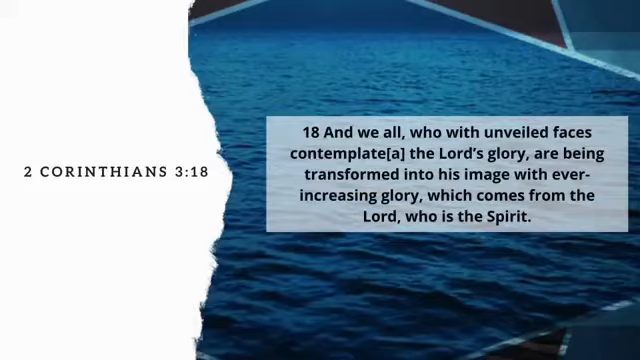 2 CORINTHIANS 3:18
18 And we all, who with unveiled faces
contemplate[a] the Lord’s glory, are being
transformed into his image with ever-
increasing glory, which comes from the
Lord, who is the Spirit.